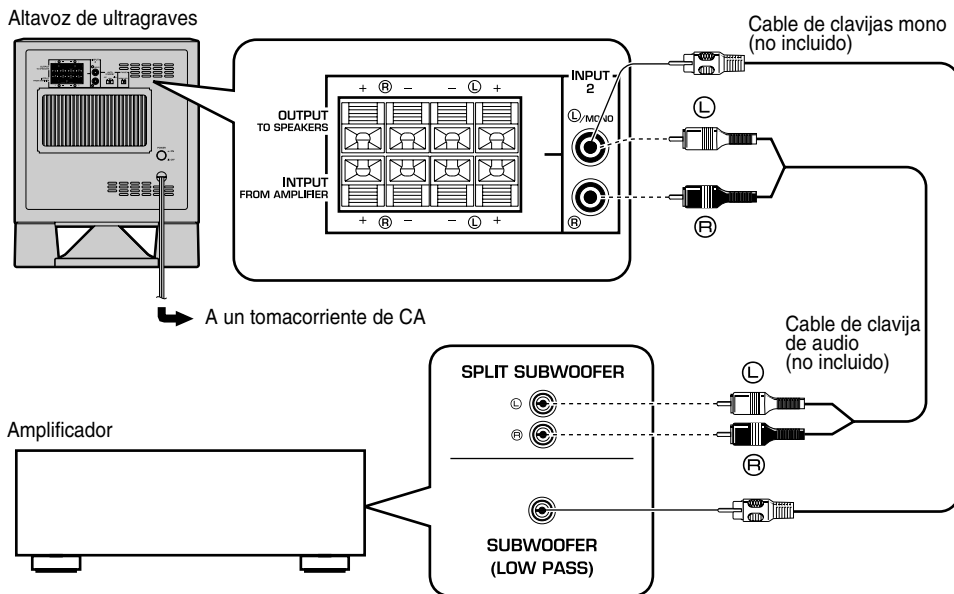 Altavoz de ultragraves
Cable de clavijas mono
(no incluido)
INPUT
2
+ Ⓡ − − Ⓛ +
OUTPUT
TO SPEAKERS
Ⓛ/MONO
Ⓛ
INTPUT
FROM AMPLIFIER
+ Ⓡ − − Ⓛ +
Ⓡ
Ⓡ
A un tomacorriente de CA
Cable de clavija
de audio
(no incluido)
SPLIT SUBWOOFER
Ⓛ
Ⓛ
Ⓡ
Ⓡ
Amplificador
SUBWOOFER
(LOW PASS)